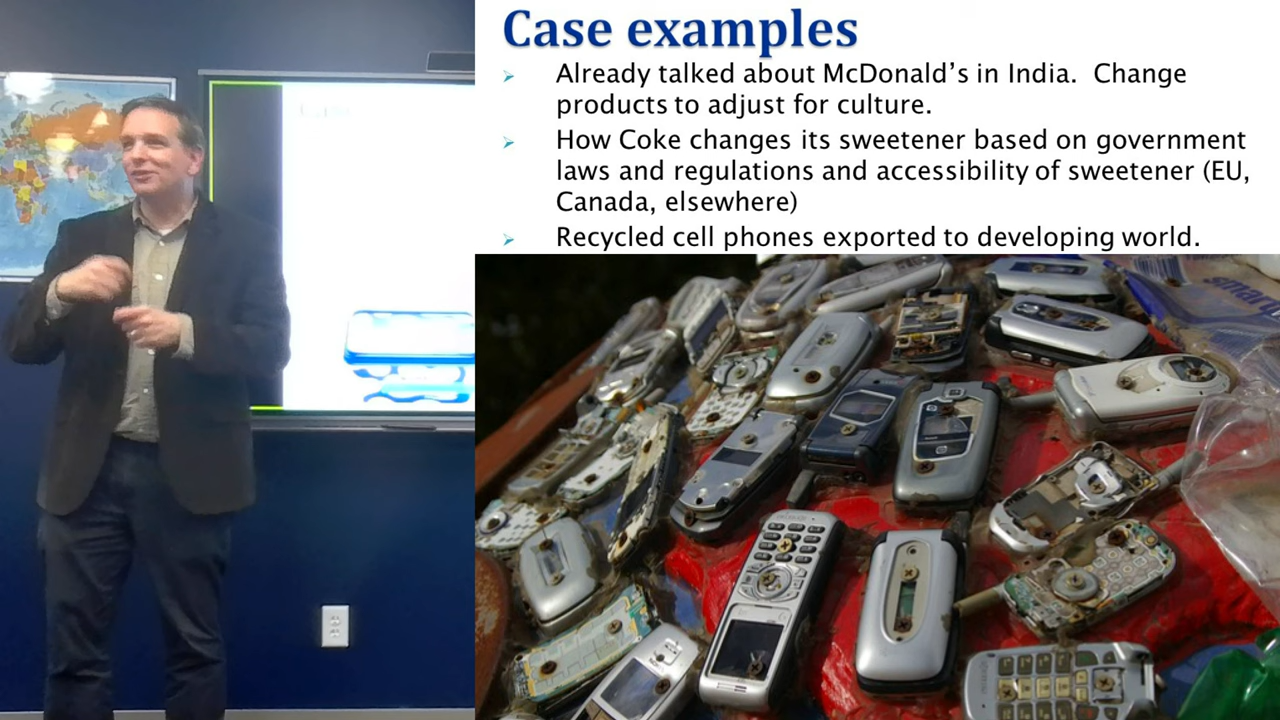 Case examples
➢ Already talked about McDonald's in India.  Change
products to adjust for culture.
➢ How Coke changes its sweetener based on government
laws and regulations and accessibility of sweetener (EU,
Canada, elsewhere)
➢ Recycled cell phones exported to developing world.